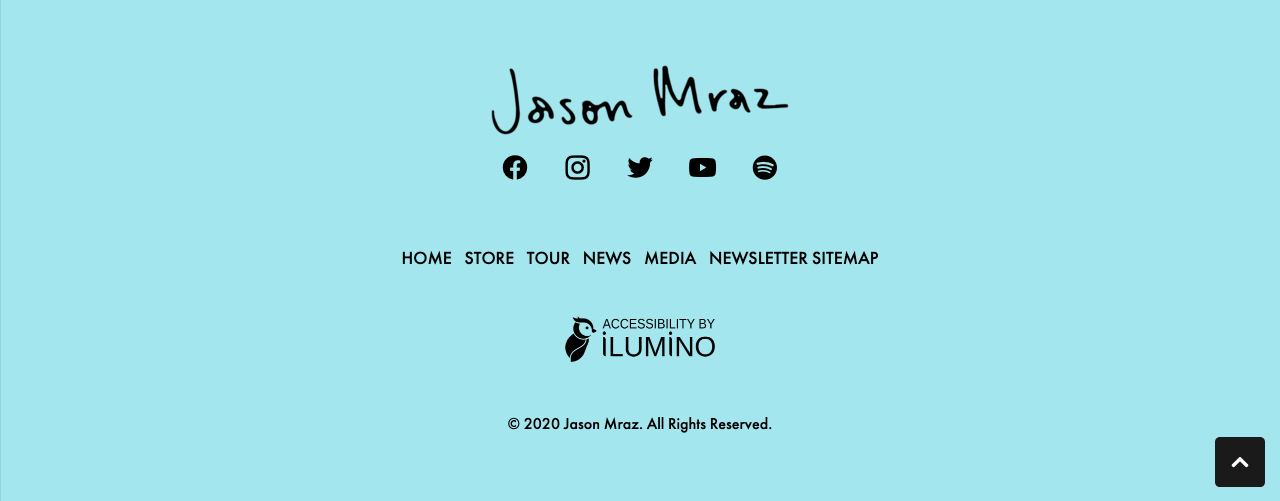 Jason Mraz
HOME STORE TOUR NEWS MEDIA NEWSLETTER SITEMAP
ACCESSIBILITY BY
iLUMiNO
© 2020 Jason Mraz. All Rights Reserved.